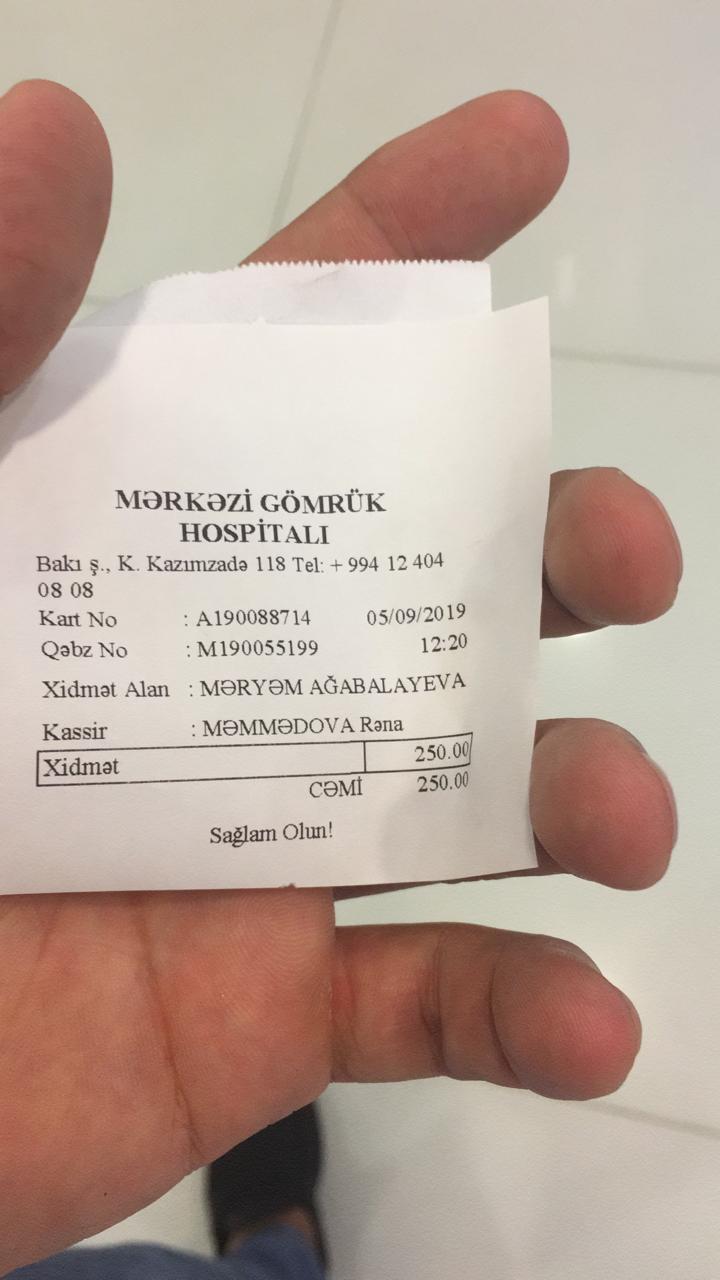 MƏRKƏZİ GÖMRÜK
HOSPİTALI
Bakı ş., K. Kazımzadə 118 Tel: + 994 12 404
08 08
Kart No : A190088714 05/09/2019
Qəbz No : M190055199 12:20
Xidmət Alan : MƏRYƏM AĞABALAYEVA
Kassir : MƏMMƏDOVA Rəna
Xidmət 250.00
CƏMİ 250.00
Sağlam Olun!